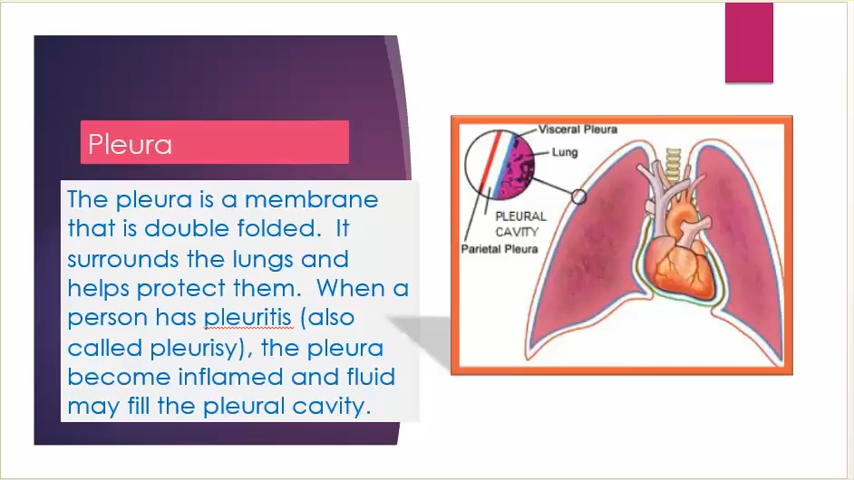 Pleura
The pleura is a membrane
that is double folded.  It
surrounds the lungs and
helps protect them.  When a
person has pleuritis (also
called pleurisy), the pleura
become inflamed and fluid
may fill the pleural cavity.
Visceral Pleura
Lung
PLEURAL
CAVITY
Parietal Pleura